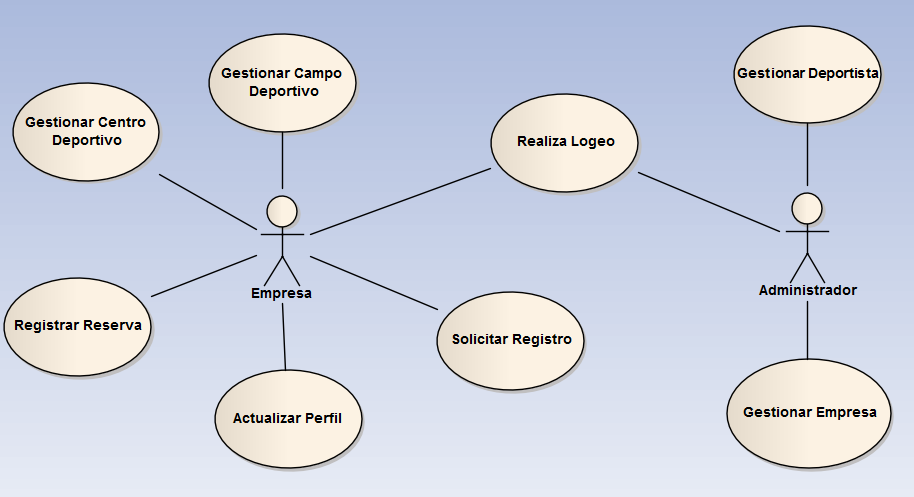 Gestionar Campo
Deportivo
Gestionar Deportista
Gestionar Centro
Deportivo
Realiza Logeo
Empresa
Administrador
Registrar Reserva
Solicitar Registro
Actualizar Perfil
Gestionar Empresa